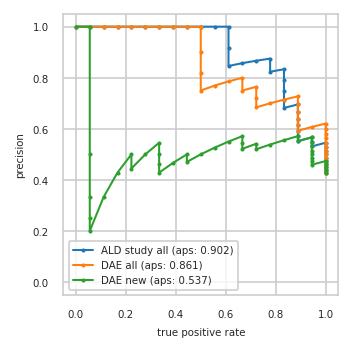 1.0
0.8
0.6
0.4
0.2
0.0
precision
ALD study all (aps: 0.902)
DAE all (aps: 0.861)
DAE new (aps: 0.537)
0.0 0.2 0.4 0.6 0.8 1.0
true positive rate